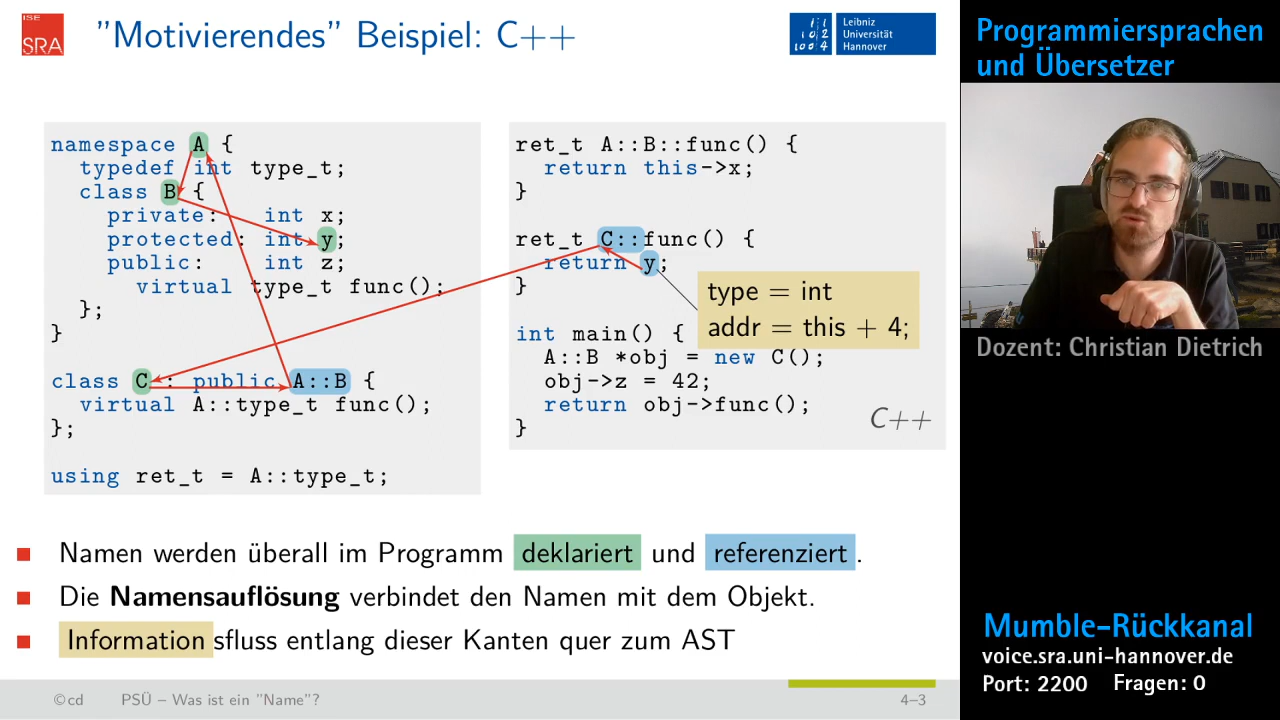 ISE
SRA
"Motivierendes" Beispiel: C++
Leibniz
Universität
Hannover
namespace A {
typedef int type_t;
class B {
private: int x;
protected: int y;
public: int z;
virtual type_t func();
};
}
class C : public A::B {
virtual A::type_t func();
};
using ret_t = A::type_t;
ret_t A::B::func() {
return this->x;
}
ret_t C::func() {
return y;
}
type = int
addr = this + 4;
int main() {
A::B *obj = new C();
obj->z = 42;
return obj->func();
}
C++
Namen werden überall im Programm deklariert und referenziert.
Die Namensauflösung verbindet den Namen mit dem Objekt.
Informationsfluss entlang dieser Kanten quer zum AST
©cd PSÜ – Was ist ein "Name"? 4–3
Programmiersprachen
und Übersetzer
Dozent: Christian Dietrich
Mumble-Rückkanal
voice.sra.uni-hannover.de
Port: 2200 Fragen: 0